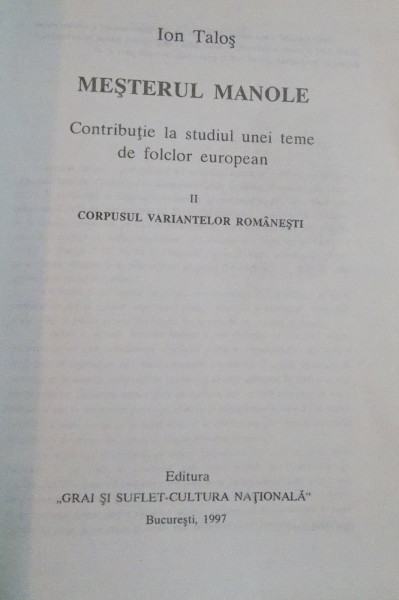 Ion Taloş
MEŞTERUL MANOLE
Contribuţie la studiul unei teme
de folclor european
II
CORPUSUL VARIANTELOR ROMÂNEŞTI
Editura
„GRAI ŞI SUFLET-CULTURA NAŢIONALĂ“
Bucureşti, 1997